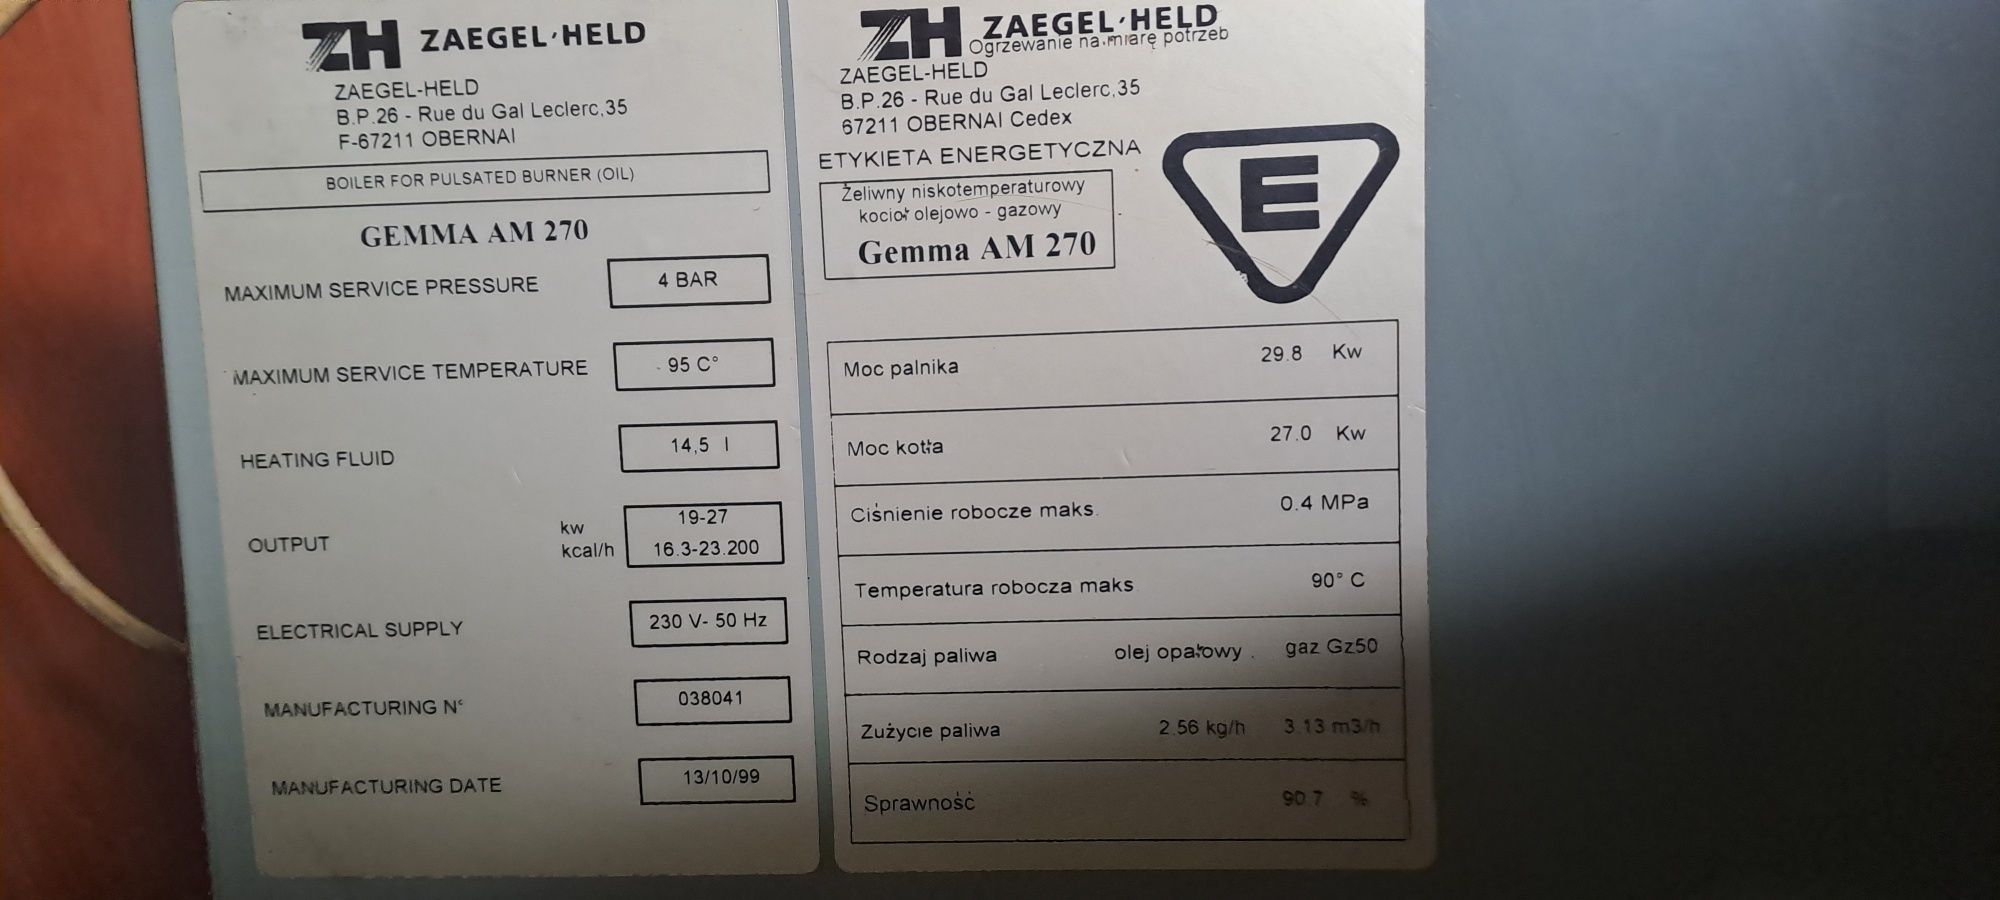 ZH ZAEGEL·HELD
ZAEGEL-HELD
B.P.26 - Rue du Gal Leclerc,35
F-67211 OBERNAI
BOILER FOR PULSATED BURNER (OIL)
GEMMA AM 270
MAXIMUM SERVICE PRESSURE 4 BAR
MAXIMUM SERVICE TEMPERATURE 95 C°
HEATING FLUID 14,5 l
OUTPUT kw 19-27
kcal/h 16.3-23.200
ELECTRICAL SUPPLY 230 V- 50 Hz
MANUFACTURING N° 038041
MANUFACTURING DATE 13/10/99
ZH ZAEGEL·HELD
Ogrzewanie na miarę potrzeb
ZAEGEL-HELD
B.P.26 - Rue du Gal Leclerc,35
67211 OBERNAI Cedex
ETYKIETA ENERGETYCZNA
E
Żeliwny niskotemperaturowy
kocioł olejowo - gazowy
Gemma AM 270
Moc palnika 29.8 Kw
Moc kotła 27.0 Kw
Ciśnienie robocze maks. 0.4 MPa
Temperatura robocza maks 90° C
Rodzaj paliwa olej opałowy . gaz Gz50
Zużycie paliwa 2.56 kg/h 3.13 m3/h
Sprawność 90.7 %